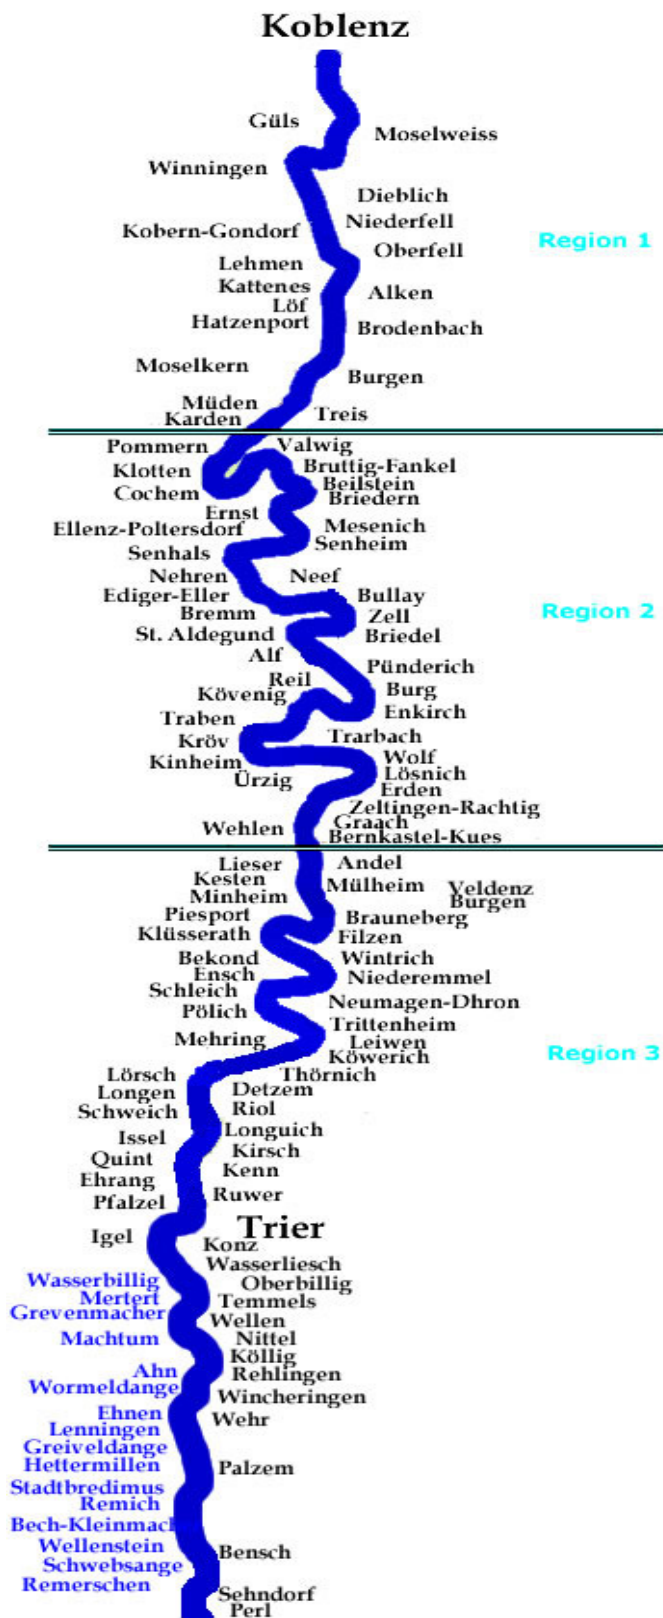 Koblenz
Güls
Moselweiss
Winningen
Dieblich
Niederfell
Kobern-Gondorf
Region 1
Oberfell
Lehmen
Kattenes
Alken
Löf
Hatzenport
Brodenbach
Moselkern
Burgen
Müden
Treis
Karden
Pommern
Valwig
Klotten
Bruttig-Fankel
Beilstein
Cochem
Briedern
Ernst
Mesenich
Ellenz-Poltersdorf
Senheim
Senhals
Nehren
Neef
Ediger-Eller
Bullay
Bremm
Zell
Region 2
St. Aldegund
Briedel
Alf
Pünderich
Reil
Kövenig
Burg
Enkirch
Traben
Trarbach
Kröv
Wolf
Kinheim
Lösnich
Ürzig
Erden
Zeltingen-Rachtig
Graach
Wehlen
Bernkastel-Kues
Lieser
Andel
Kesten
Mülheim
Veldenz
Minheim
Burgen
Piesport
Brauneberg
Klüsserath
Filzen
Bekond
Wintrich
Ensch
Niederemmel
Schleich
Neumagen-Dhron
Pölich
Trittenheim
Mehring
Leiwen
Region 3
Köwerich
Lörsch
Thörnich
Longen
Detzem
Schweich
Riol
Issel
Longuich
Kirsch
Quint
Kenn
Ehrang
Ruwer
Pfalzel
Trier
Igel
Konz
Wasserliesch
Wasserbillig
Oberbillig
Mertert
Temmels
Grevenmacher
Wellen
Machtum
Nittel
Köllig
Ahn
Rehlingen
Wormeldange
Wincheringen
Ehnen
Wehr
Lenningen
Greiveldange
Hettermillen
Palzem
Stadtbredimus
Remich
Bech-Kleinmach
Wellenstein
Bensch
Schwebsange
Remerschen
Sehndorf
Perl